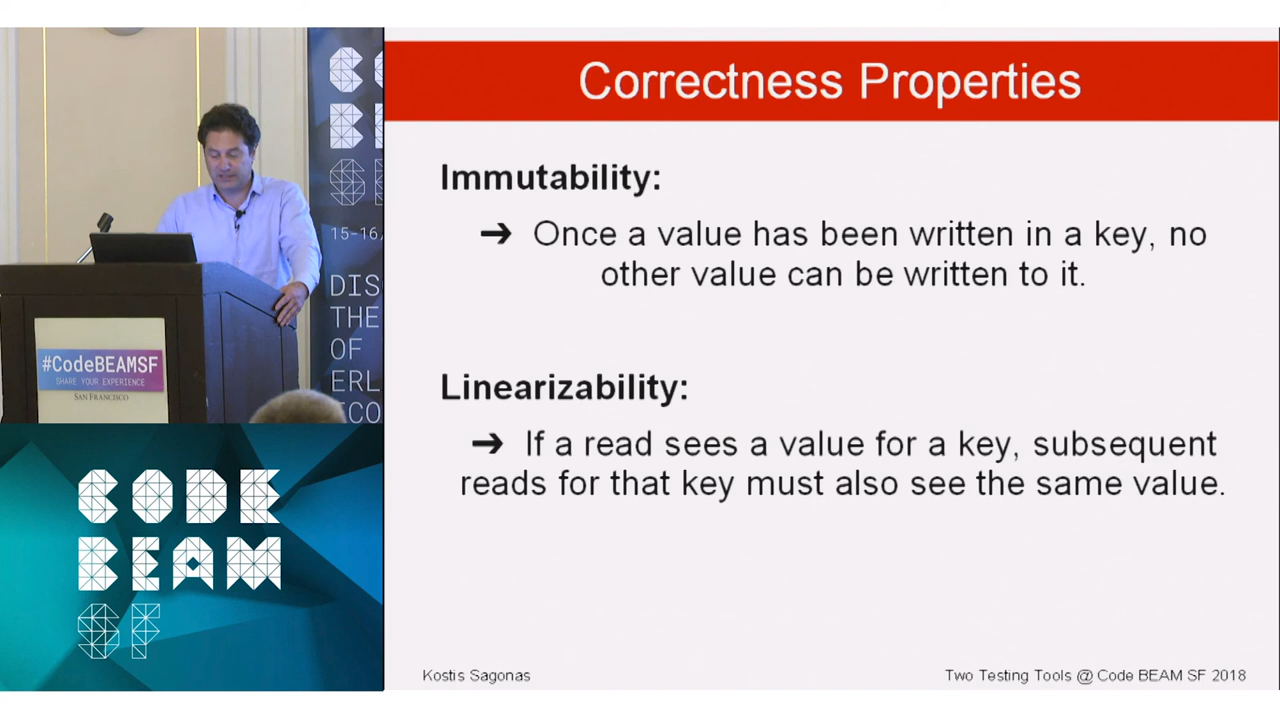 Correctness Properties
Immutability:
➔ Once a value has been written in a key, no
other value can be written to it.
Linearizability:
➔ If a read sees a value for a key, subsequent
reads for that key must also see the same value.
Kostis Sagonas
Two Testing Tools @ Code BEAM SF 2018
15-16
DIS
THE
OF
ERL
#CodeBEAMSF
SHARE YOUR EXPERIENCE
SAN FRANCISCO
CODE
BEAM
SF